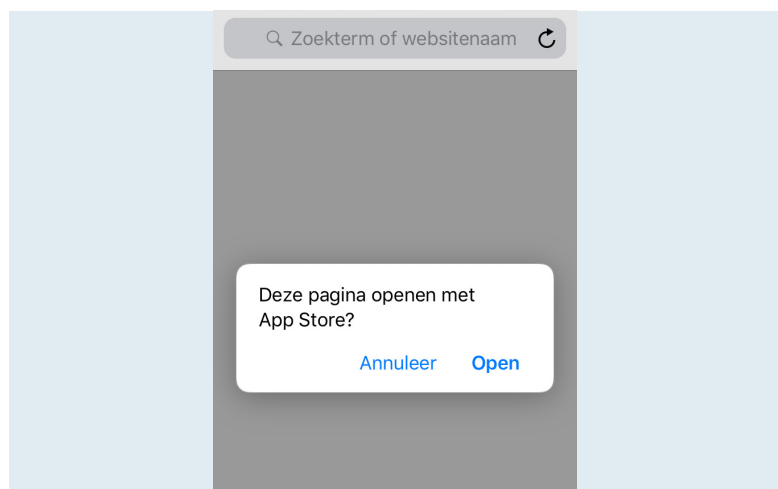 Zoekterm of websitenaam
Deze pagina openen met
App Store?
Annuleer Open